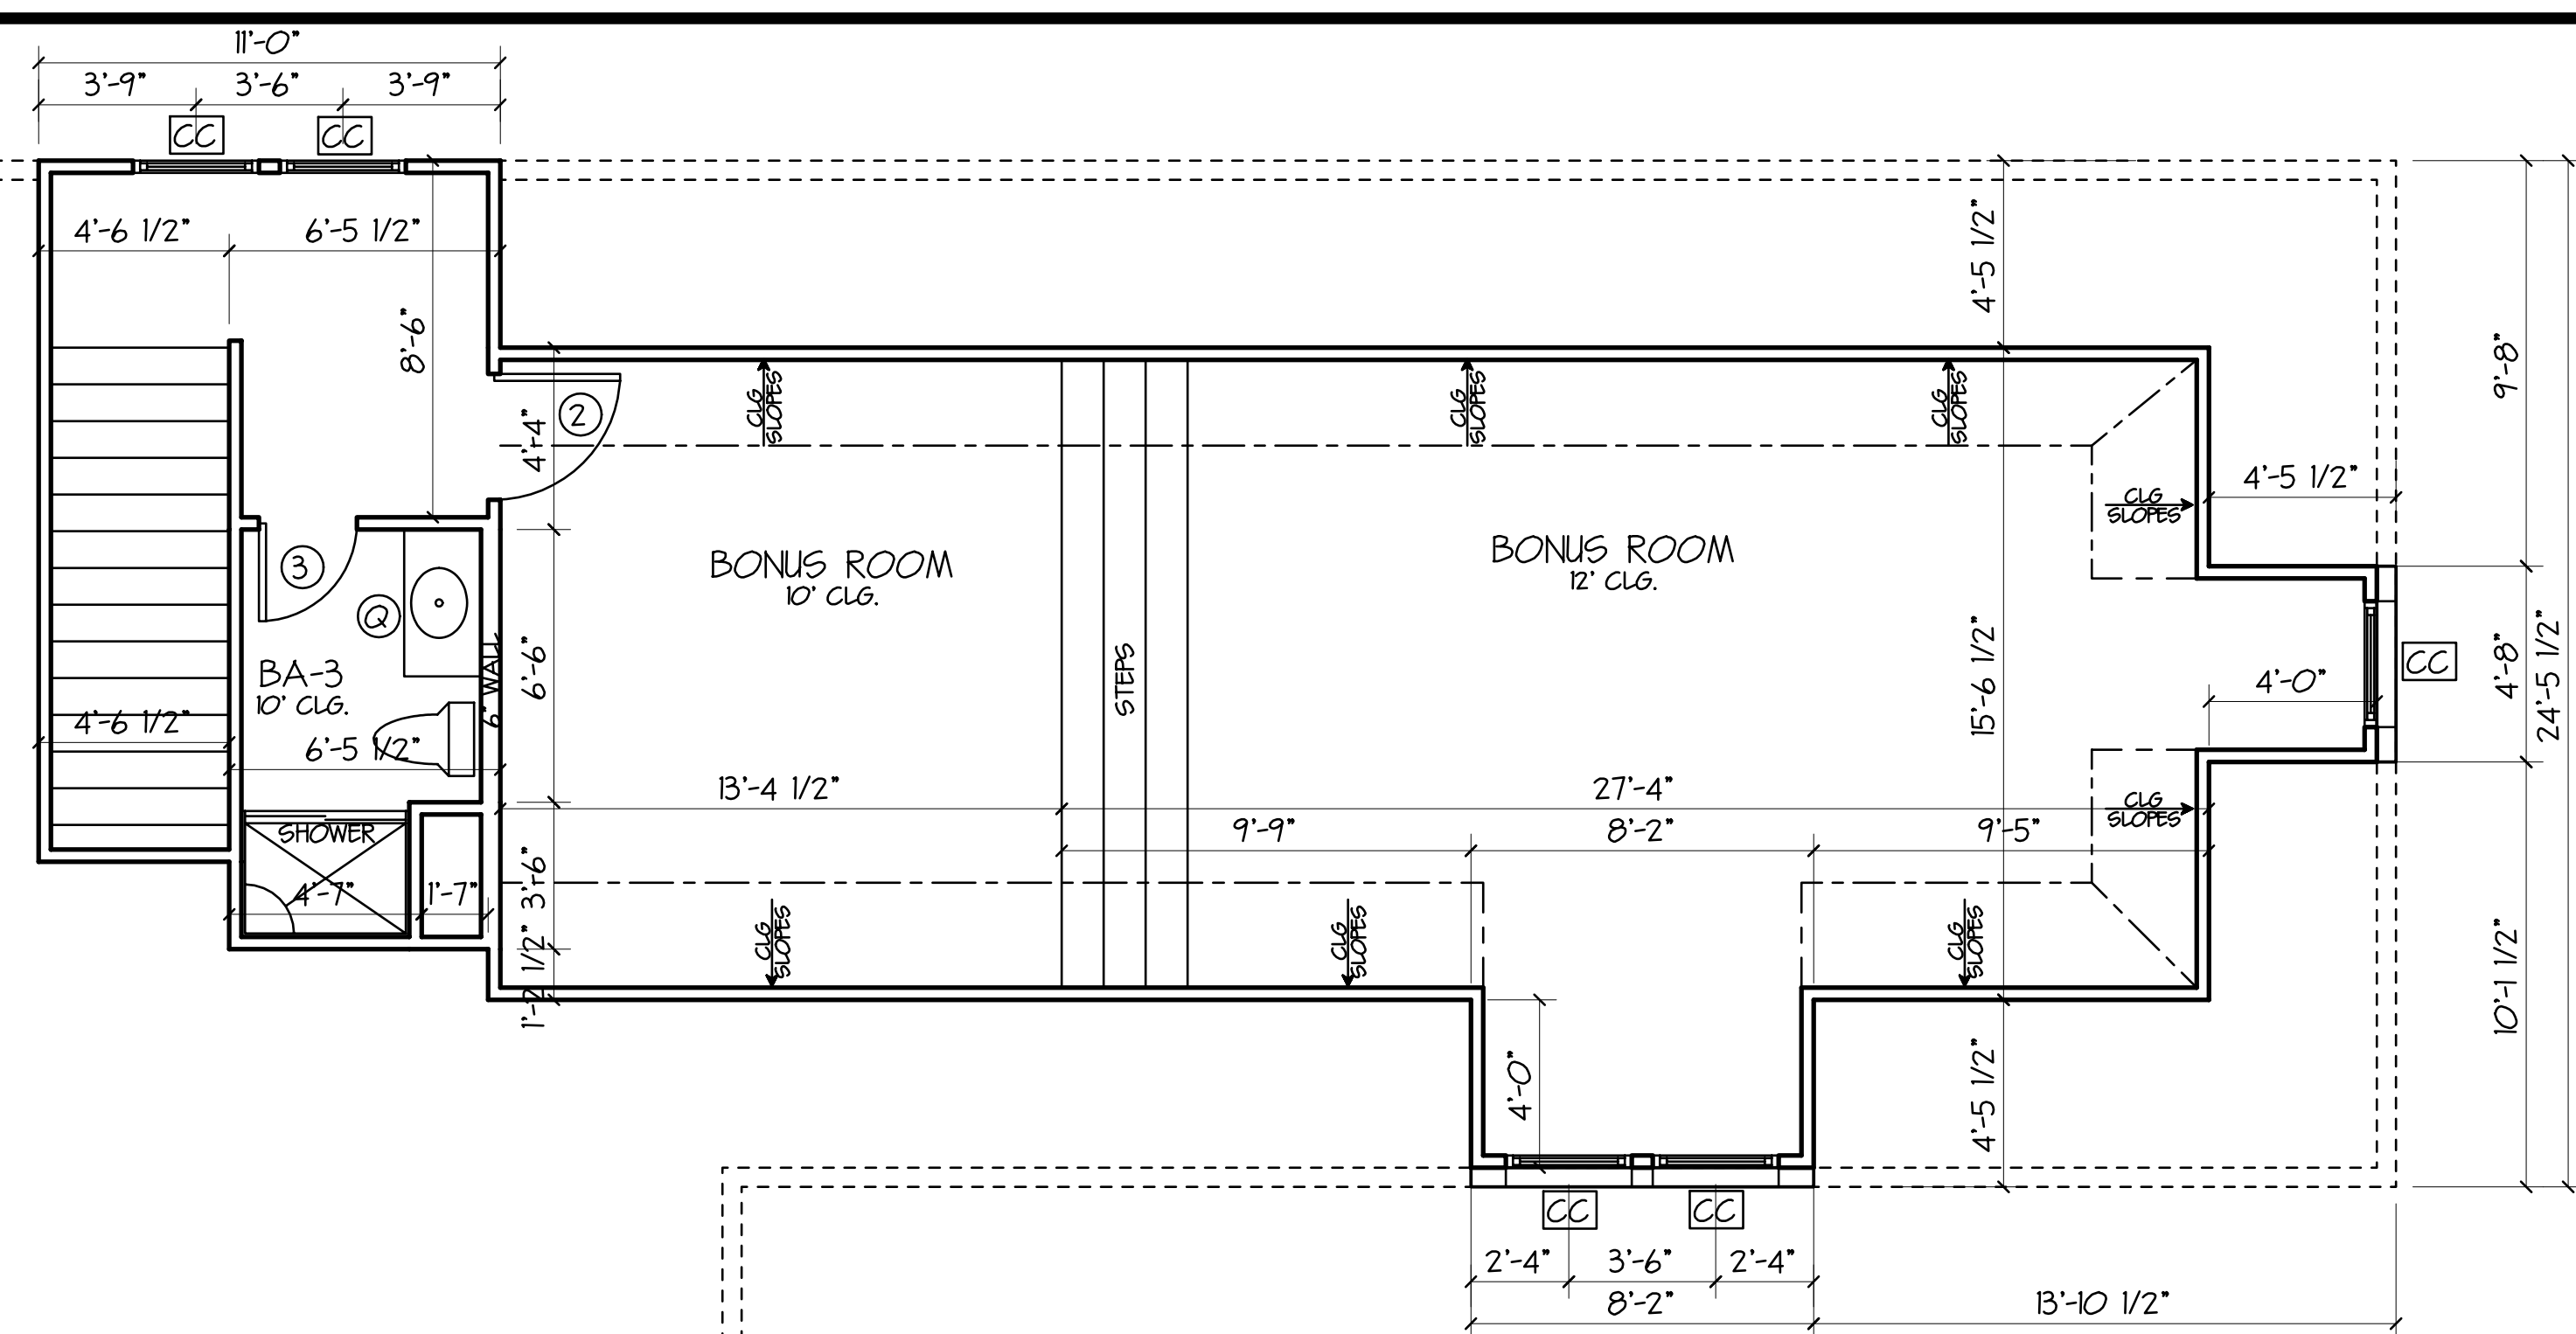 11'-0"
3'-9" 3'-6" 3'-9"
CC CC
4'-6 1/2" 6'-5 1/2"
8'-6"
4'-5 1/2"
9'-8"
CLG
SLOPES
CLG
SLOPES
CLG
SLOPES
2
4'-4"
4'-5 1/2"
CLG
SLOPES
3
BONUS ROOM
10' CLG.
BONUS ROOM
12' CLG.
Q
BA-3
10' CLG.
6" WALL
6'-6"
STEPS
15'-6 1/2"
4'-0"
CC
4'-8"
24'-5 1/2"
4'-6 1/2"
6'-5 1/2"
13'-4 1/2"
27'-4"
CLG
SLOPES
9'-9" 8'-2" 9'-5"
SHOWER
4'-7" 1'-7"
3'-6"
1'-2 1/2"
CLG
SLOPES
CLG
SLOPES
CLG
SLOPES
10'-1 1/2"
4'-0"
4'-5 1/2"
CC CC
2'-4" 3'-6" 2'-4"
8'-2" 13'-10 1/2"